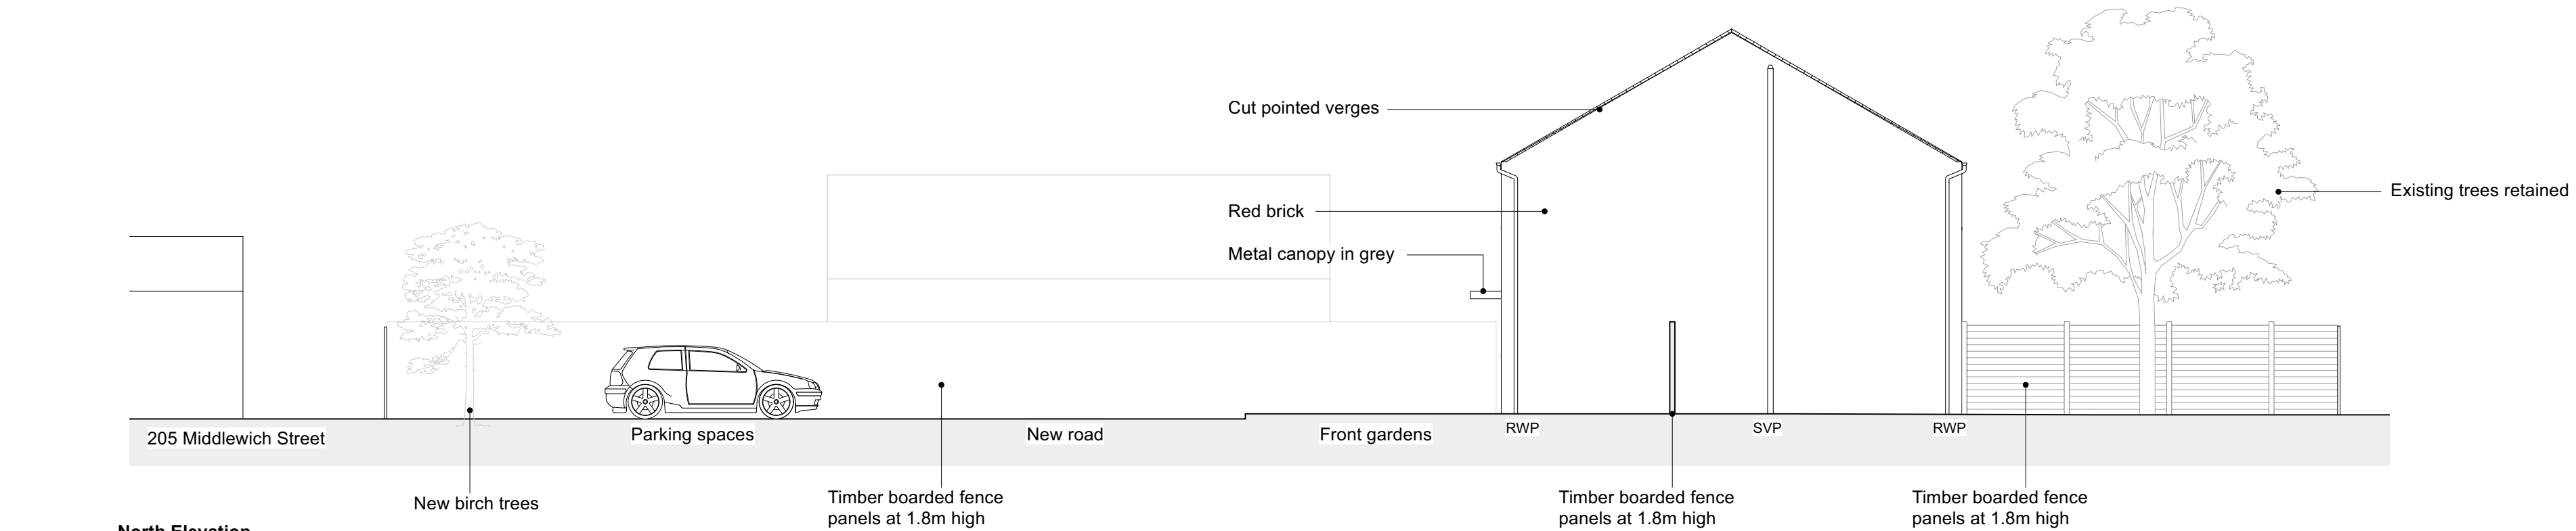 Cut pointed verges
Existing trees retained
Red brick
Metal canopy in grey
205 Middlewich Street
Parking spaces
New road
Front gardens
RWP
SVP
RWP
New birch trees
Timber boarded fence
panels at 1.8m high
Timber boarded fence
panels at 1.8m high
Timber boarded fence
panels at 1.8m high
North Elevation